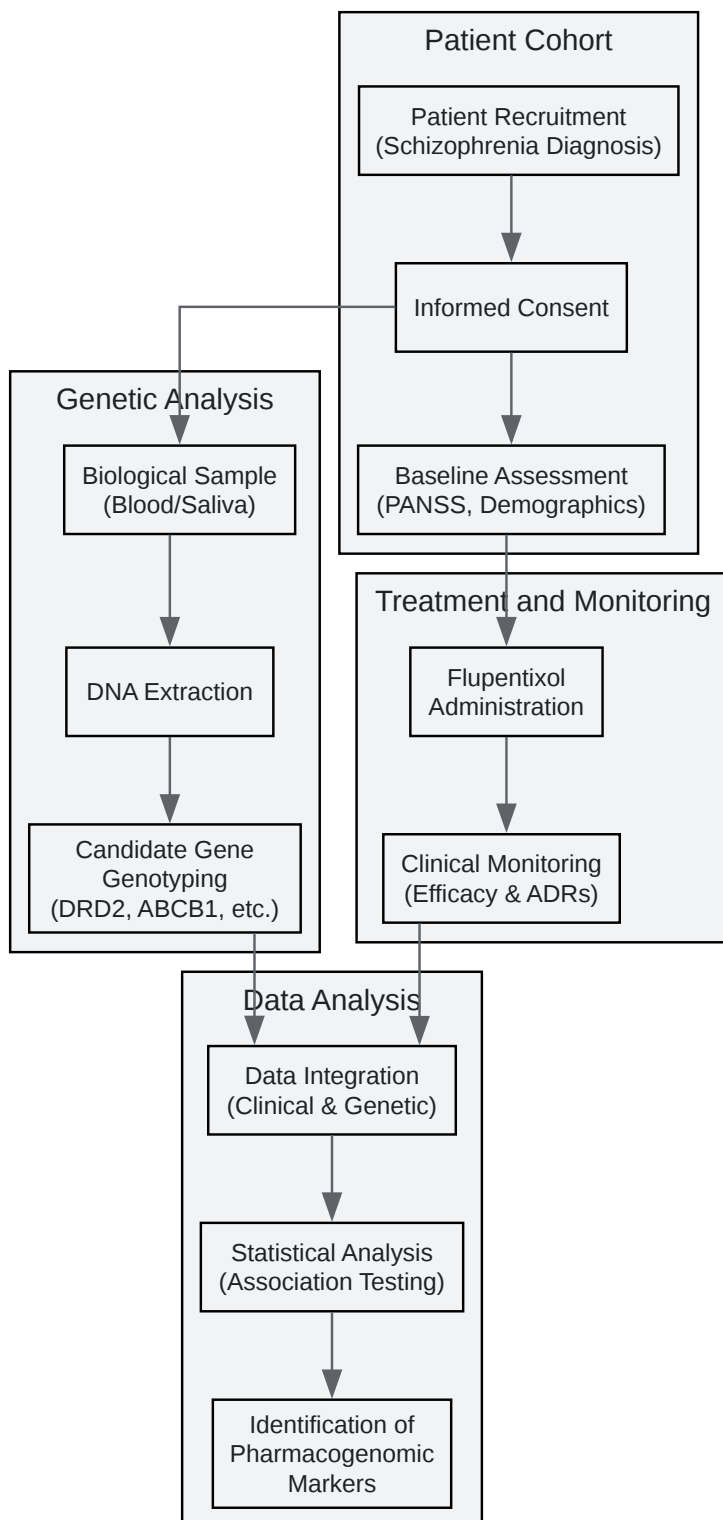 Patient Cohort
Patient Recruitment
(Schizophrenia Diagnosis)
Informed Consent
Baseline Assessment
(PANSS, Demographics)
Genetic Analysis
Biological Sample
(Blood/Saliva)
DNA Extraction
Candidate Gene
Genotyping
(DRD2, ABCB1, etc.)
Treatment and Monitoring
Flupentixol
Administration
Clinical Monitoring
(Efficacy & ADRs)
Data Analysis
Data Integration
(Clinical & Genetic)
Statistical Analysis
(Association Testing)
Identification of
Pharmacogenomic
Markers